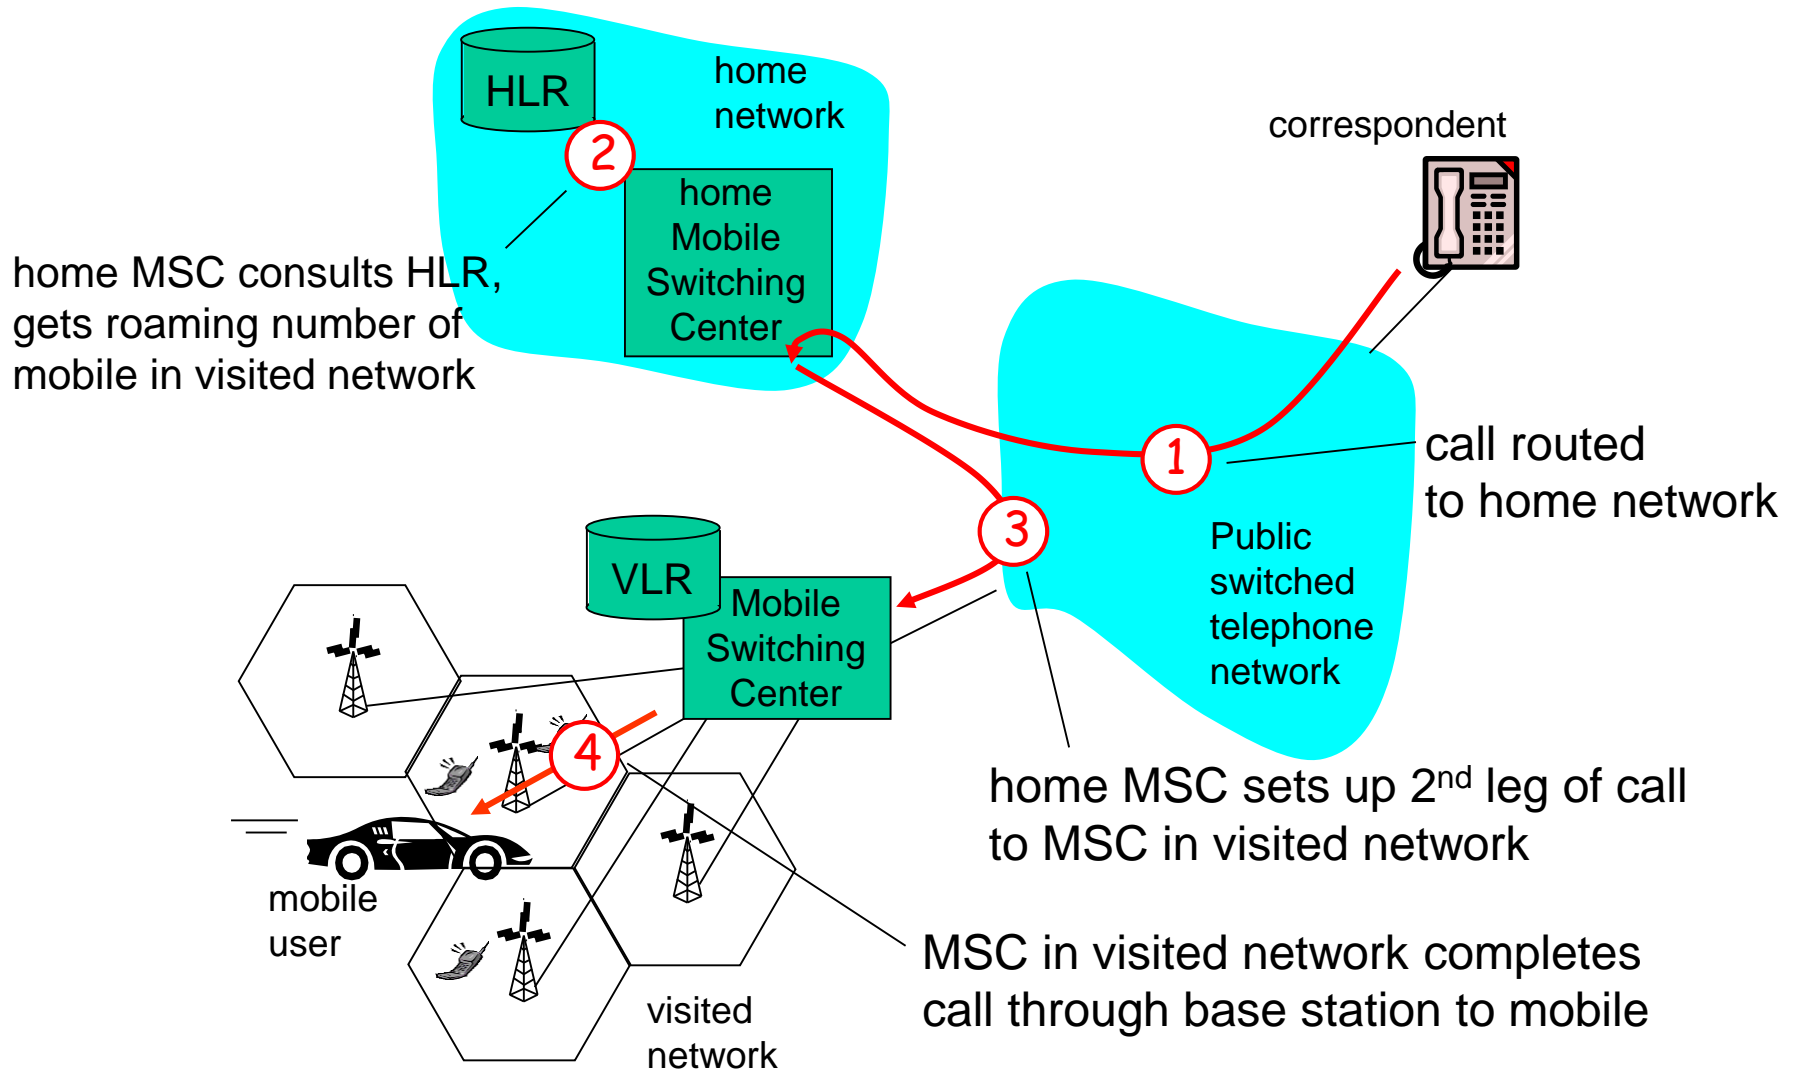 HLR
home
network
2
home
Mobile
Switching
Center
correspondent
home MSC consults HLR,
gets roaming number of
mobile in visited network
1
call routed
to home network
3
Public
switched
telephone
network
VLR
Mobile
Switching
Center
4
home MSC sets up 2nd leg of call
to MSC in visited network
mobile
user
MSC in visited network completes
call through base station to mobile
visited
network